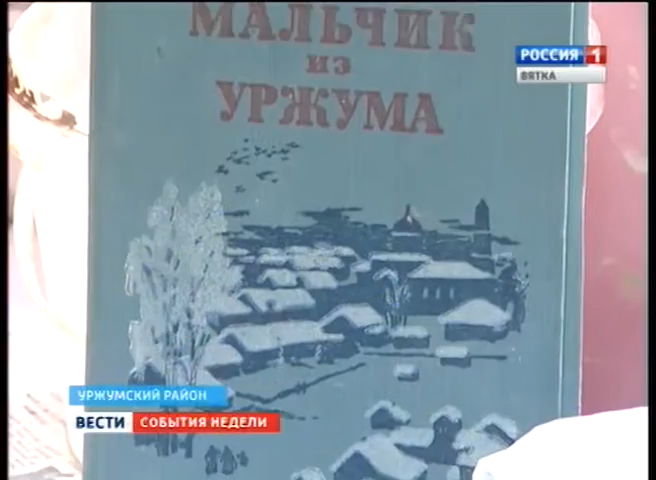 МАЛЬЧИК
ИЗ
УРЖУМА
РОССИЯ 1
ВЯТКА
УРЖУМСКИЙ РАЙОН
ВЕСТИ СОБЫТИЯ НЕДЕЛИ